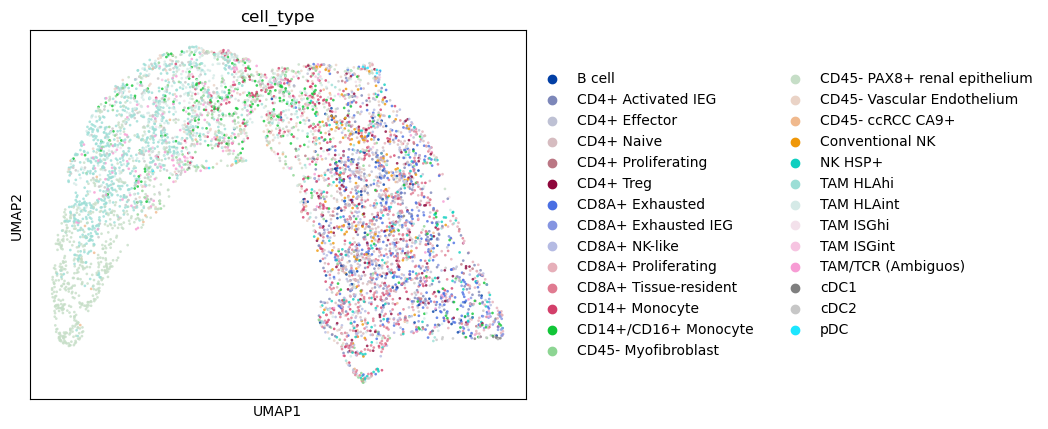 cell_type
UMAP2
UMAP1
B cell
CD4+ Activated IEG
CD4+ Effector
CD4+ Naive
CD4+ Proliferating
CD4+ Treg
CD8A+ Exhausted
CD8A+ Exhausted IEG
CD8A+ NK-like
CD8A+ Proliferating
CD8A+ Tissue-resident
CD14+ Monocyte
CD14+/CD16+ Monocyte
CD45- Myofibroblast
CD45- PAX8+ renal epithelium
CD45- Vascular Endothelium
CD45- ccRCC CA9+
Conventional NK
NK HSP+
TAM HLAhi
TAM HLAint
TAM ISGhi
TAM ISGint
TAM/TCR (Ambiguos)
cDC1
cDC2
pDC